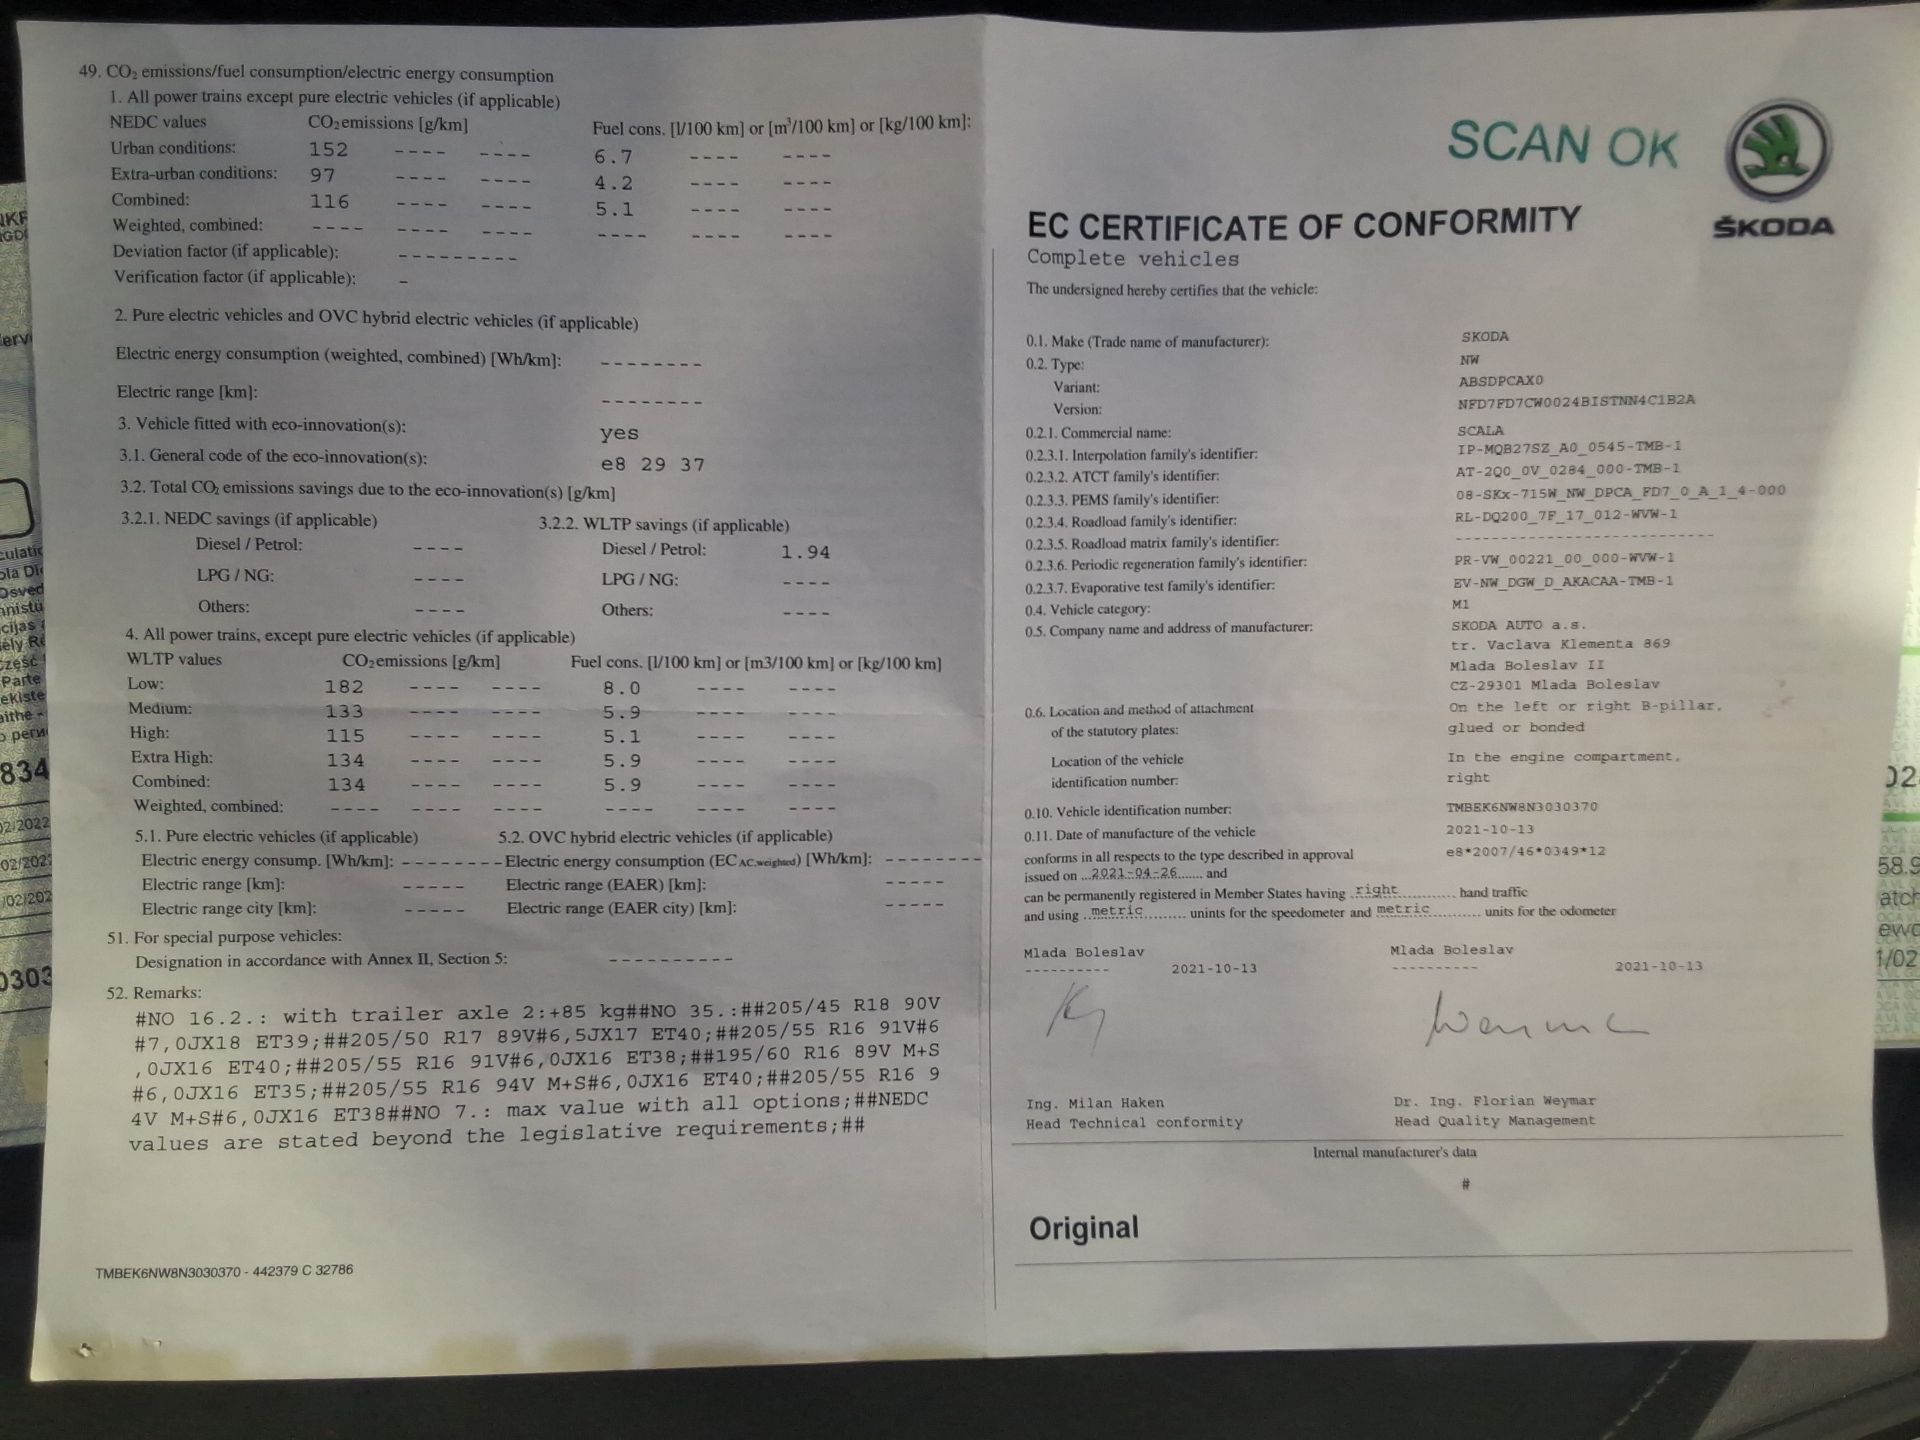 49. CO2 emissions/fuel consumption/electric energy consumption
1. All power trains except pure electric vehicles (if applicable)
NEDC values CO2 emissions [g/km] Fuel cons. [l/100 km] or [m³/100 km] or [kg/100 km]:
Urban conditions: 152 ---- ---- 6.7 ---- ----
Extra-urban conditions: 97 ---- ---- 4.2 ---- ----
Combined: 116 ---- ---- 5.1 ---- ----
Weighted, combined: ---- ---- ---- ---- ---- ----
Deviation factor (if applicable): ---------
Verification factor (if applicable): -
2. Pure electric vehicles and OVC hybrid electric vehicles (if applicable)
Electric energy consumption (weighted, combined) [Wh/km]: --------
Electric range [km]: --------
3. Vehicle fitted with eco-innovation(s): yes
3.1. General code of the eco-innovation(s): e8 29 37
3.2. Total CO2 emissions savings due to the eco-innovation(s) [g/km]
3.2.1. NEDC savings (if applicable) 3.2.2. WLTP savings (if applicable)
Diesel / Petrol: ---- Diesel / Petrol: 1.94
LPG / NG: ---- LPG / NG: ----
Others: ---- Others: ----
4. All power trains, except pure electric vehicles (if applicable)
WLTP values CO2 emissions [g/km] Fuel cons. [l/100 km] or [m3/100 km] or [kg/100 km]
Low: 182 ---- ---- 8.0 ---- ----
Medium: 133 ---- ---- 5.9 ---- ----
High: 115 ---- ---- 5.1 ---- ----
Extra High: 134 ---- ---- 5.9 ---- ----
Combined: 134 ---- ---- 5.9 ---- ----
Weighted, combined: ---- ---- ---- ---- ---- ----
5.1. Pure electric vehicles (if applicable) 5.2. OVC hybrid electric vehicles (if applicable)
Electric energy consump. [Wh/km]: -------- Electric energy consumption (EC AC,weighted) [Wh/km]: --------
Electric range [km]: ----- Electric range (EAER) [km]: -----
Electric range city [km]: ----- Electric range (EAER city) [km]: -----
51. For special purpose vehicles:
Designation in accordance with Annex II, Section 5: ----------
52. Remarks:
#NO 16.2.: with trailer axle 2:+85 kg##NO 35.:##205/45 R18 90V
#7,0JX18 ET39;##205/50 R17 89V#6,5JX17 ET40;##205/55 R16 91V#6
,0JX16 ET40;##205/55 R16 91V#6,0JX16 ET38;##195/60 R16 89V M+S
#6,0JX16 ET35;##205/55 R16 94V M+S#6,0JX16 ET40;##205/55 R16 9
4V M+S#6,0JX16 ET38##NO 7.: max value with all options;##NEDC
values are stated beyond the legislative requirements;##
TMBEK6NW8N3030370 - 442379 C 32786
SCAN OK
ŠKODA
EC CERTIFICATE OF CONFORMITY
Complete vehicles
The undersigned hereby certifies that the vehicle:
0.1. Make (Trade name of manufacturer): SKODA
0.2. Type: NW
Variant: ABSDPCAX0
Version: NFD7FD7CW0024BISTNN4C1B2A
0.2.1. Commercial name: SCALA
0.2.3.1. Interpolation family's identifier: IP-MQB27SZ_A0_0545-TMB-1
0.2.3.2. ATCT family's identifier: AT-2Q0_0V_0284_000-TMB-1
0.2.3.3. PEMS family's identifier: 08-SKx-715W_NW_DPCA_FD7_0_A_1_4-000
0.2.3.4. Roadload family's identifier: RL-DQ200_7F_17_012-WVW-1
0.2.3.5. Roadload matrix family's identifier: --------------------------
0.2.3.6. Periodic regeneration family's identifier: PR-VW_00221_00_000-WVW-1
0.2.3.7. Evaporative test family's identifier: EV-NW_DGW_D_AKACAA-TMB-1
0.4. Vehicle category: M1
0.5. Company name and address of manufacturer: SKODA AUTO a.s.
tr. Vaclava Klementa 869
Mlada Boleslav II
CZ-29301 Mlada Boleslav
0.6. Location and method of attachment On the left or right B-pillar,
of the statutory plates: glued or bonded
Location of the vehicle In the engine compartment,
identification number: right
0.10. Vehicle identification number: TMBEK6NW8N3030370
0.11. Date of manufacture of the vehicle 2021-10-13
conforms in all respects to the type described in approval e8*2007/46*0349*12
issued on ...2021-04-26...... and
can be permanently registered in Member States having ..right............. hand traffic
and using ..metric.......... unints for the speedometer and metric............. units for the odometer
Mlada Boleslav Mlada Boleslav
---------- 2021-10-13 ---------- 2021-10-13
Ing. Milan Haken Dr. Ing. Florian Weymar
Head Technical conformity Head Quality Management
Internal manufacturer's data
#
Original